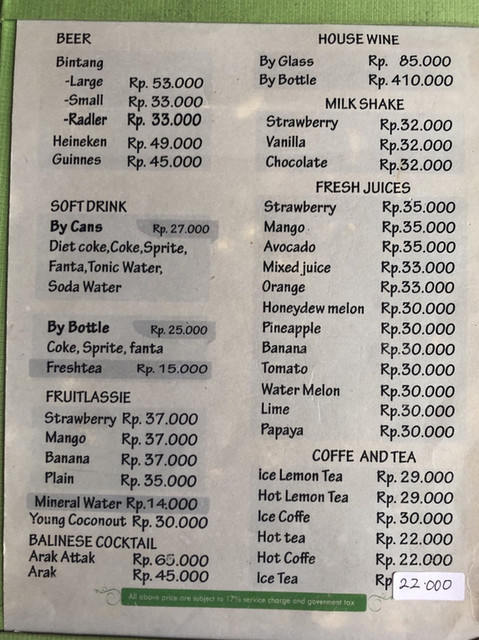 BEER
Bintang
-Large Rp. 53.000
-Small Rp. 33.000
-Radler Rp. 33.000
Heineken Rp. 49.000
Guinnes Rp. 45.000
SOFT DRINK
By Cans Rp. 27.000
Diet coke,Coke,Sprite,
Fanta,Tonic Water,
Soda Water
By Bottle Rp. 25.000
Coke, Sprite, fanta
Freshtea Rp. 15.000
FRUITLASSIE
Strawberry Rp. 37.000
Mango Rp. 37.000
Banana Rp. 37.000
Plain Rp. 35.000
Mineral Water Rp.14.000
Young Coconout Rp. 30.000
BALINESE COCKTAIL
Arak Attak Rp. 65.000
Arak Rp. 45.000
HOUSE WINE
By Glass Rp. 85.000
By Bottle Rp. 410.000
MILK SHAKE
Strawberry Rp.32.000
Vanilla Rp.32.000
Chocolate Rp.32.000
FRESH JUICES
Strawberry Rp.35.000
Mango Rp.35.000
Avocado Rp.35.000
Mixed juice Rp.33.000
Orange Rp.33.000
Honeydew melon Rp.30.000
Pineapple Rp.30.000
Banana Rp.30.000
Tomato Rp.30.000
Water Melon Rp.30.000
Lime Rp.30.000
Papaya Rp.30.000
COFFE AND TEA
Ice Lemon Tea Rp. 29.000
Hot Lemon Tea Rp. 29.000
Ice Coffe Rp. 30.000
Hot tea Rp. 22.000
Hot Coffe Rp. 22.000
Ice Tea Rp 22.000
All above price are subject to 17% service charge and goverment tax